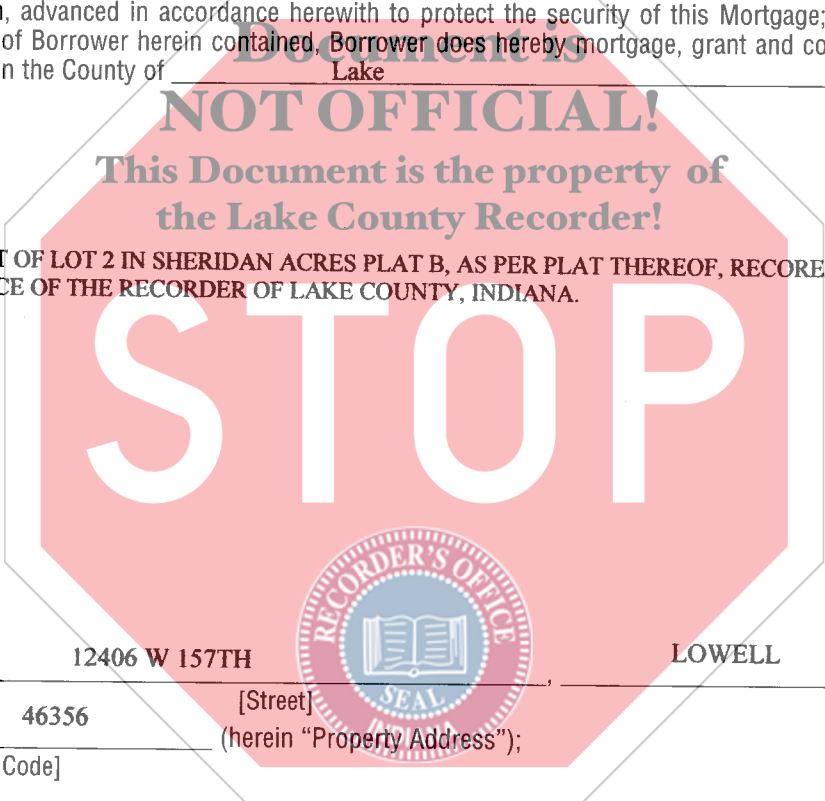 , advanced in accordance herewith to protect the security of this Mortgage;
of Borrower herein contained, Borrower does hereby mortgage, grant and co
n the County of Lake
Document is
NOT OFFICIAL!
This Document is the property of
the Lake County Recorder!
T OF LOT 2 IN SHERIDAN ACRES PLAT B, AS PER PLAT THEREOF, RECORE
CE OF THE RECORDER OF LAKE COUNTY, INDIANA.
STOP
RECORDER'S OFFICE
SEAL
INDIANA
12406 W 157TH , LOWELL
[Street]
46356 (herein "Property Address");
Code]